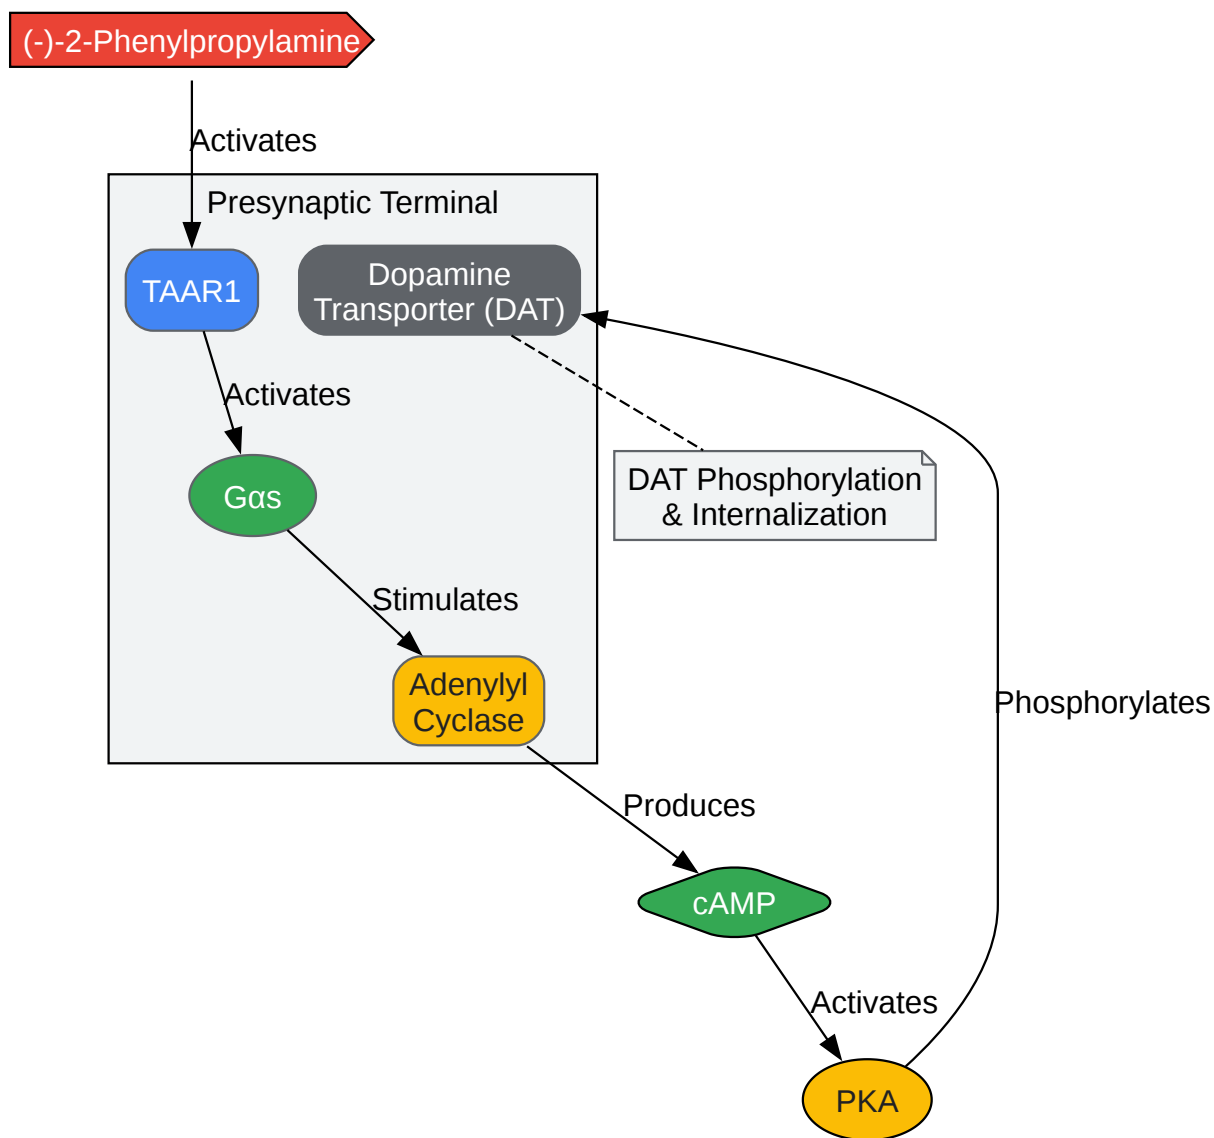 (-)-2-Phenylpropylamine
Activates
Presynaptic Terminal
TAAR1
Dopamine
Transporter (DAT)
Activates
DAT Phosphorylation
& Internalization
Gαs
Stimulates
Adenylyl
Cyclase
Phosphorylates
Produces
cAMP
Activates
PKA